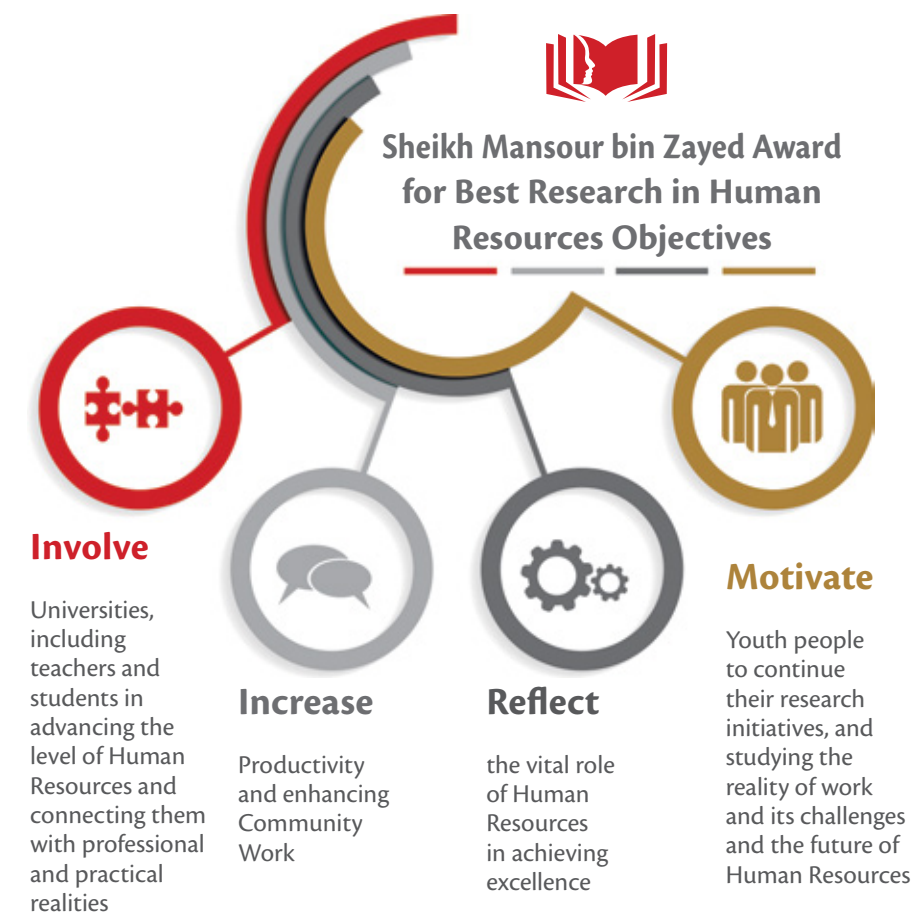 Sheikh Mansour bin Zayed Award
for Best Research in Human
Resources Objectives
Involve
Universities,
including
teachers and
students in
advancing the
level of Human
Resources and
connecting them
with professional
and practical
realities
Increase
Productivity
and enhancing
Community
Work
Reflect
the vital role
of Human
Resources
in achieving
excellence
Motivate
Youth people
to continue
their research
initiatives, and
studying the
reality of work
and its challenges
and the future of
Human Resources